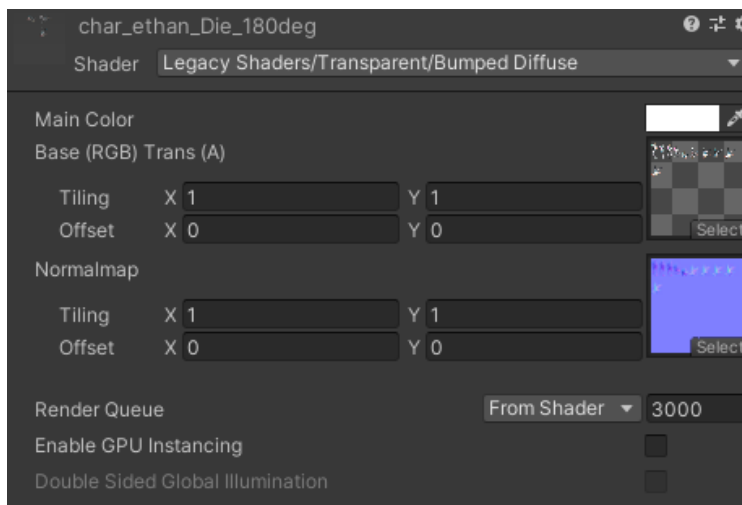 char_ethan_Die_180deg
Shader Legacy Shaders/Transparent/Bumped Diffuse
Main Color
Base (RGB) Trans (A)
Tiling X 1 Y 1
Offset X 0 Y 0
Select
Normalmap
Tiling X 1 Y 1
Offset X 0 Y 0
Select
Render Queue From Shader 3000
Enable GPU Instancing
Double Sided Global Illumination